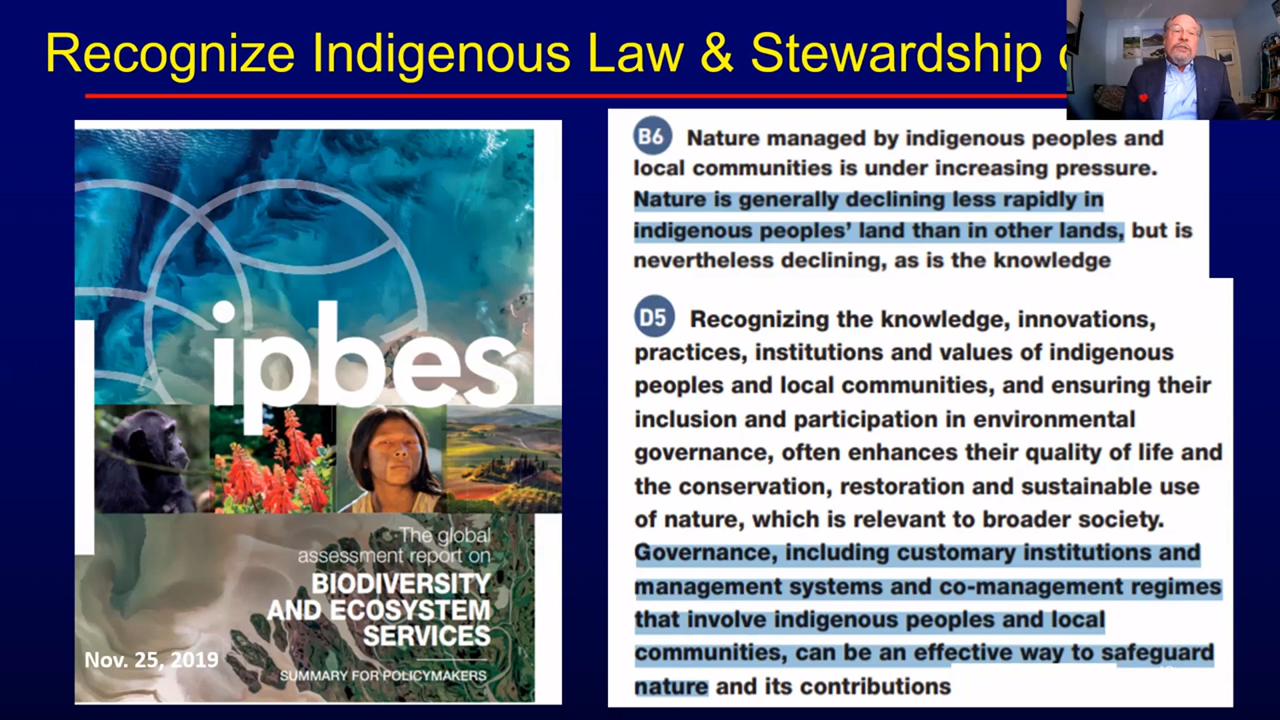 Recognize Indigenous Law & Stewardship
ipbes
The global
assessment report on
BIODIVERSITY
AND ECOSYSTEM
SERVICES
SUMMARY FOR POLICYMAKERS
Nov. 25, 2019
B6 Nature managed by indigenous peoples and
local communities is under increasing pressure.
Nature is generally declining less rapidly in
indigenous peoples’ land than in other lands, but is
nevertheless declining, as is the knowledge
D5 Recognizing the knowledge, innovations,
practices, institutions and values of indigenous
peoples and local communities, and ensuring their
inclusion and participation in environmental
governance, often enhances their quality of life and
the conservation, restoration and sustainable use
of nature, which is relevant to broader society.
Governance, including customary institutions and
management systems and co-management regimes
that involve indigenous peoples and local
communities, can be an effective way to safeguard
nature and its contributions